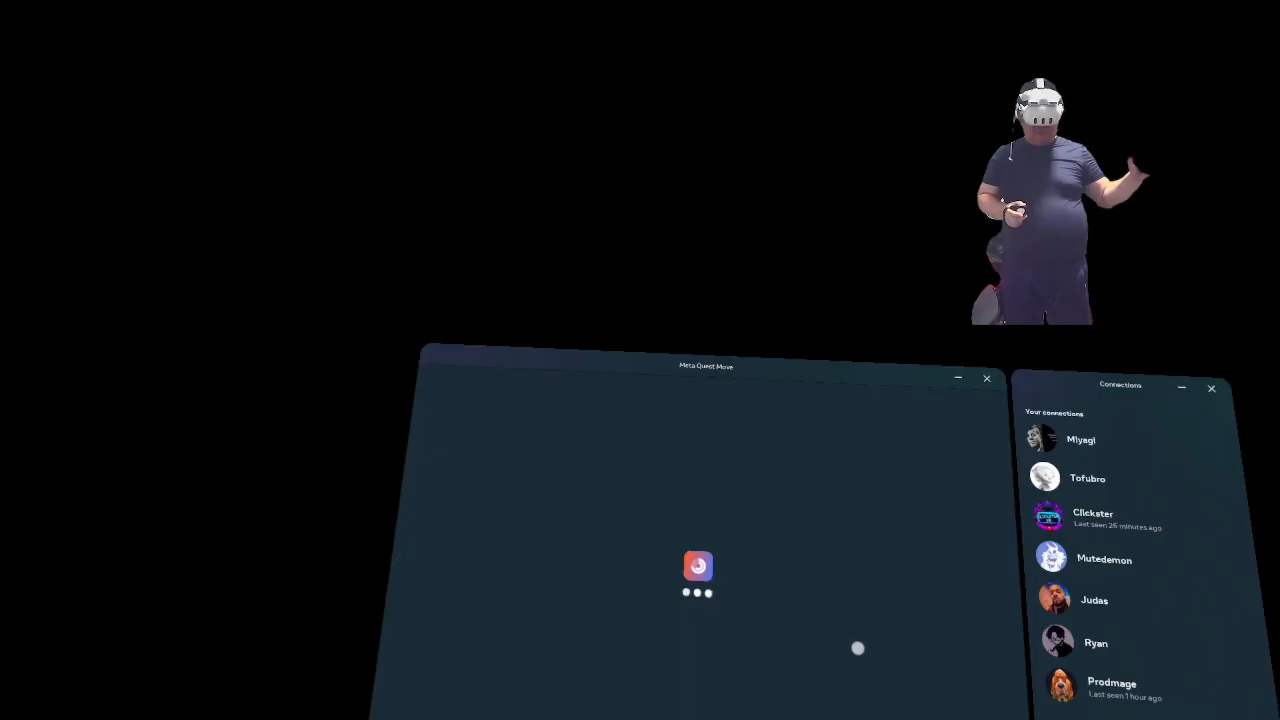 Meta Quest Move
Connections
Your connections
Miyagi
Tofubro
Clickster
Last seen 26 minutes ago
Mutedemon
Judas
Ryan
Prodmage
Last seen 1 hour ago